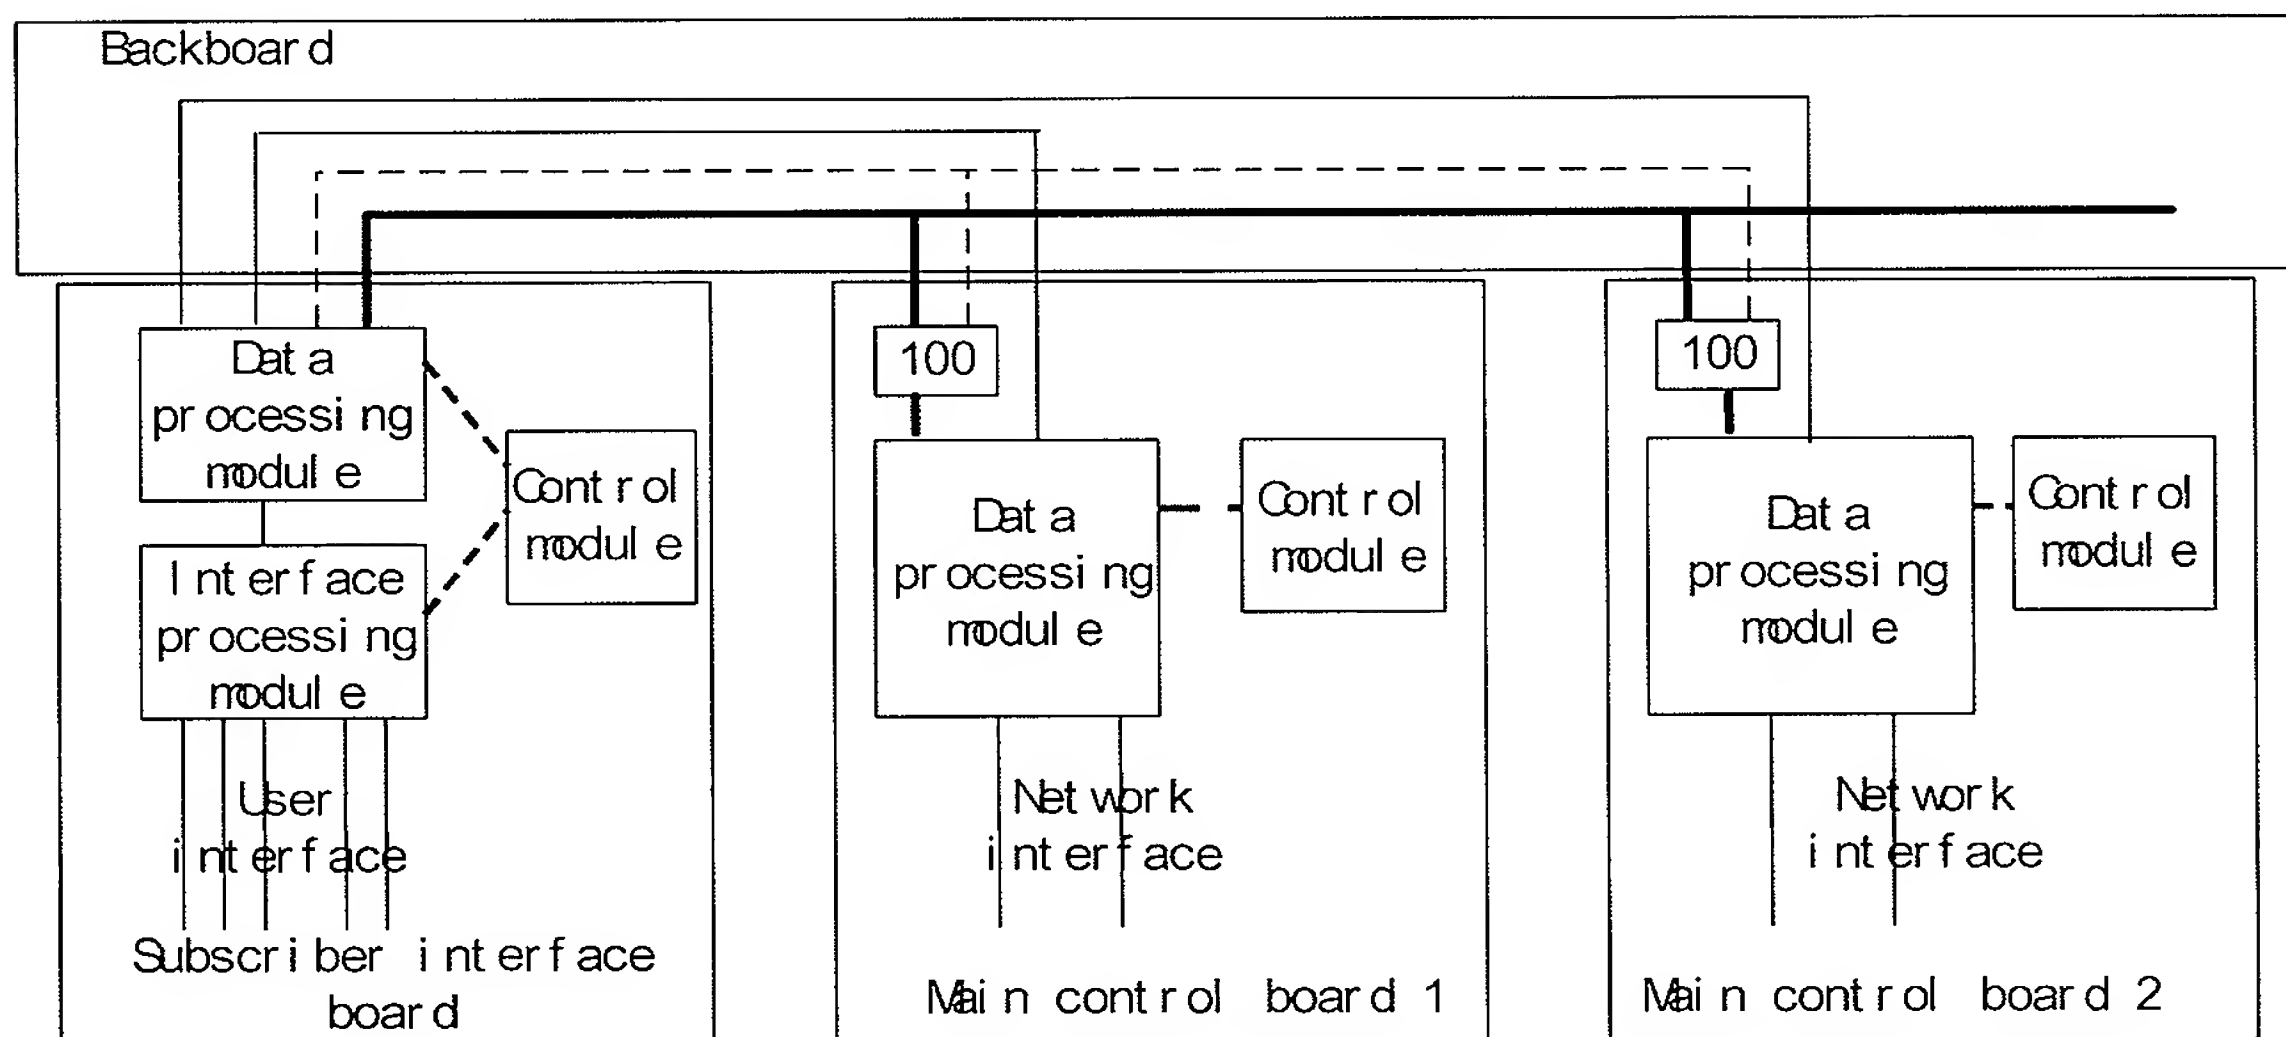 Backboard
Data
processing
module
Control
module
Interface
processing
module
User
interface
Subscriber interface
board
100
Data
processing
module
Control
module
Network
interface
Main control board 1
100
Data
processing
module
Control
module
Network
interface
Main control board 2